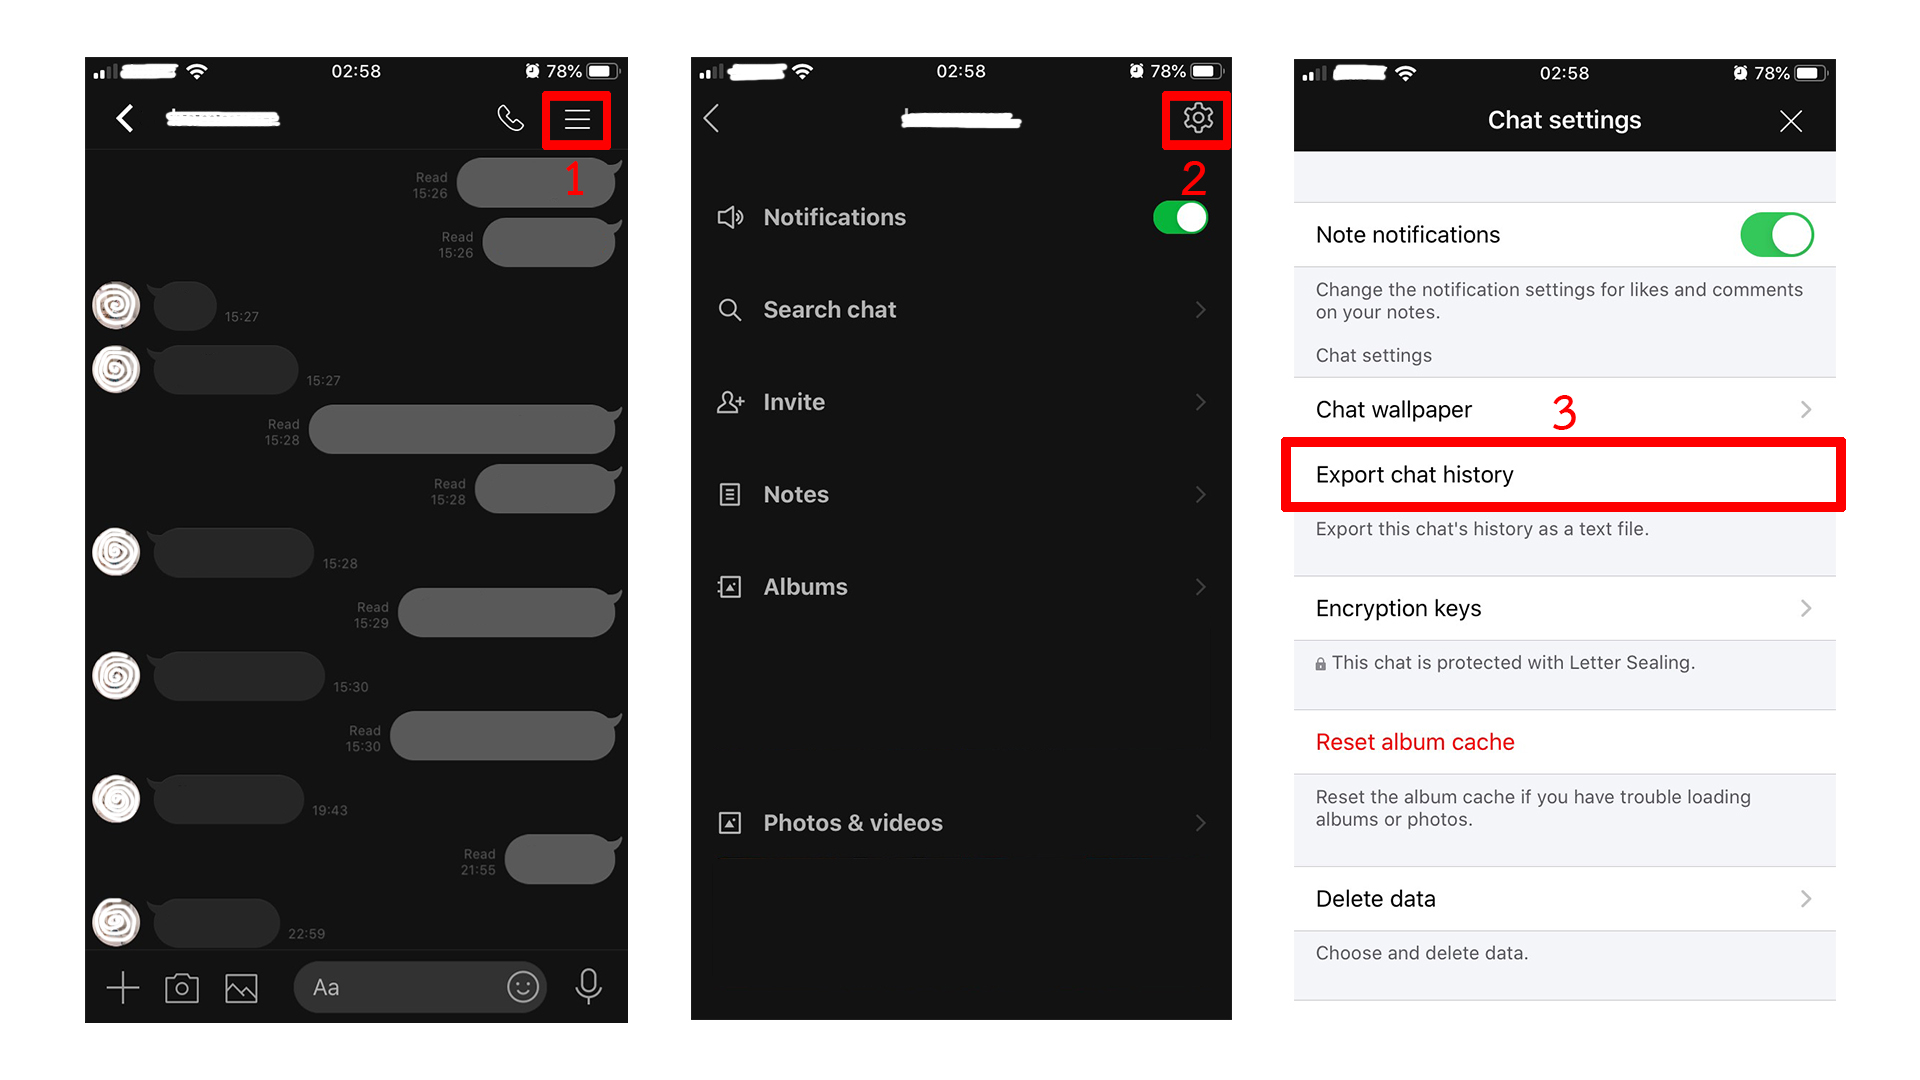 02:58
78%
1
Read
15:26
Read
15:26
15:27
15:27
Read
15:28
Read
15:28
15:28
Read
15:29
15:30
Read
15:30
19:43
Read
21:55
22:59
Aa
02:58
78%
2
Notifications
Search chat
Invite
Notes
Albums
Photos & videos
02:58
78%
Chat settings
Note notifications
Change the notification settings for likes and comments
on your notes.
Chat settings
Chat wallpaper
3
Export chat history
Export this chat's history as a text file.
Encryption keys
This chat is protected with Letter Sealing.
Reset album cache
Reset the album cache if you have trouble loading
albums or photos.
Delete data
Choose and delete data.